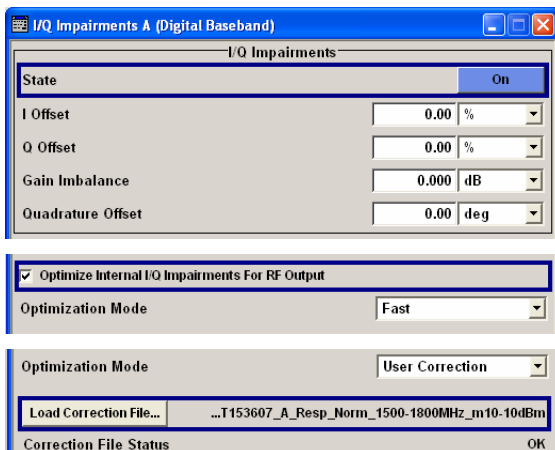 I/Q Impairments A (Digital Baseband)
I/Q Impairments
State On
I Offset 0.00 %
Q Offset 0.00 %
Gain Imbalance 0.000 dB
Quadrature Offset 0.00 deg
Optimize Internal I/Q Impairments For RF Output
Optimization Mode Fast
Optimization Mode User Correction
Load Correction File... ...T153607_A_Resp_Norm_1500-1800MHz_m10-10dBm
Correction File Status OK